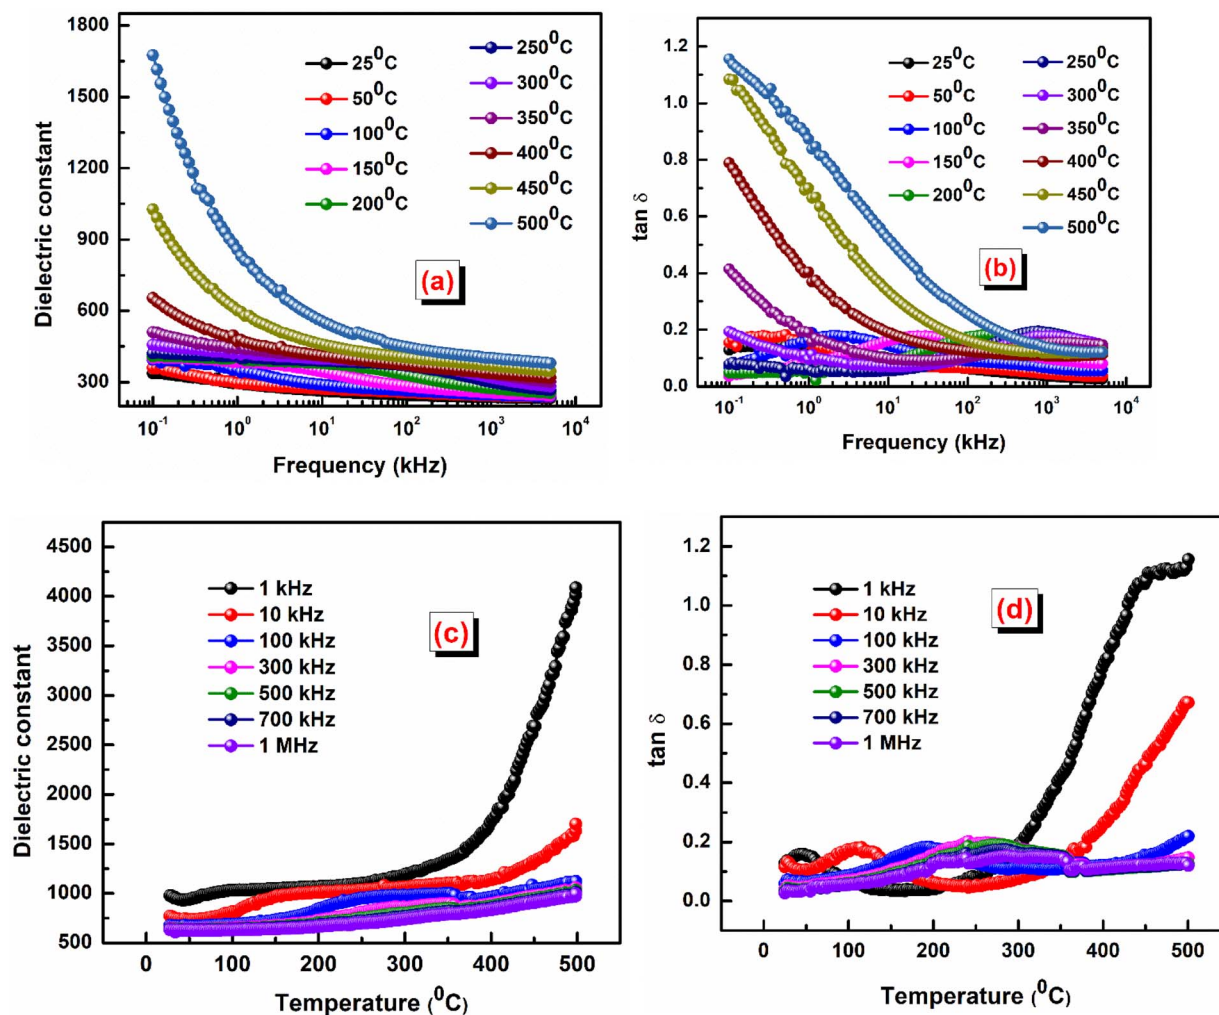 1800
1500
1200
900
600
300
Dielectric constant
25⁰C
50⁰C
100⁰C
150⁰C
200⁰C
250⁰C
300⁰C
350⁰C
400⁰C
450⁰C
500⁰C
(a)
10⁻¹ 10⁰ 10¹ 10² 10³ 10⁴
Frequency (kHz)
1.2
1.0
0.8
0.6
0.4
0.2
0.0
tan δ
25⁰C
50⁰C
100⁰C
150⁰C
200⁰C
250⁰C
300⁰C
350⁰C
400⁰C
450⁰C
500⁰C
(b)
10⁻¹ 10⁰ 10¹ 10² 10³ 10⁴
Frequency (kHz)
4500
4000
3500
3000
2500
2000
1500
1000
500
Dielectric constant
1 kHz
10 kHz
100 kHz
300 kHz
500 kHz
700 kHz
1 MHz
(c)
0 100 200 300 400 500
Temperature (⁰C)
1.2
1.0
0.8
0.6
0.4
0.2
0.0
tan δ
1 kHz
10 kHz
100 kHz
300 kHz
500 kHz
700 kHz
1 MHz
(d)
0 100 200 300 400 500
Temperature (⁰C)